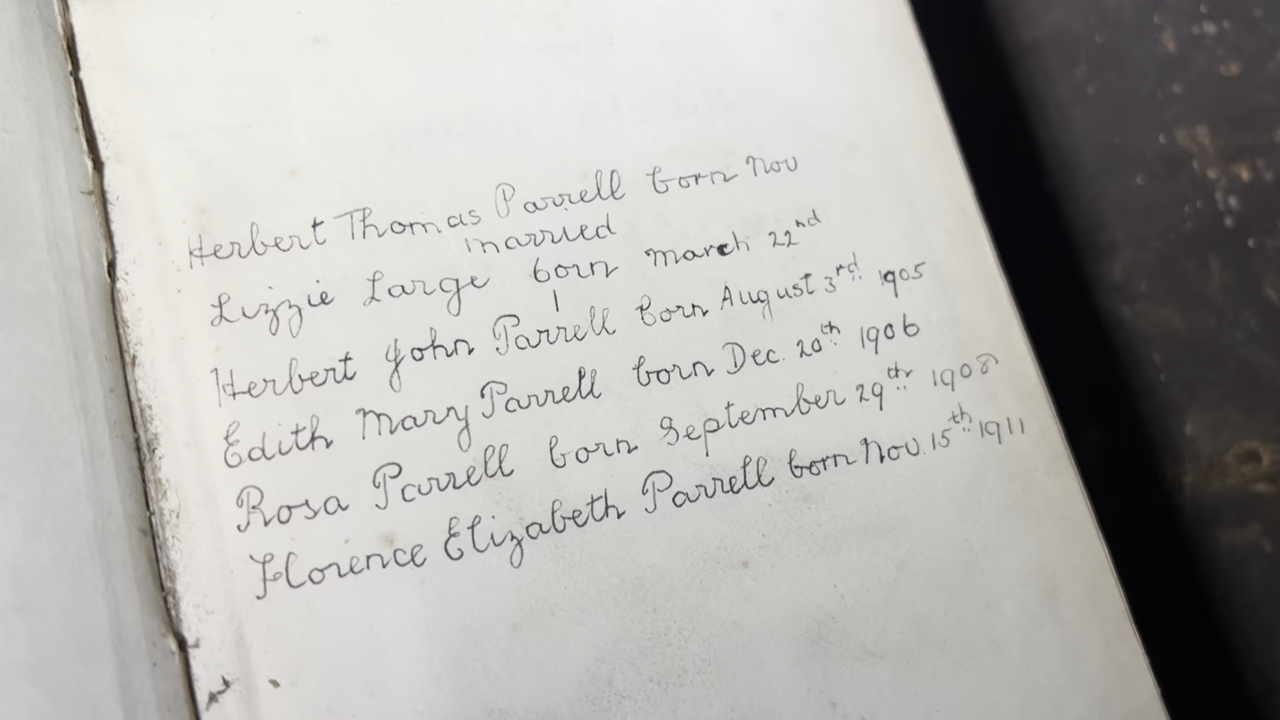 Herbert Thomas Parrell born Nov
married
Lizzie Large born March 22nd
Herbert John Parrell born August 3rd 1905
Edith Mary Parrell born Dec. 20th 1906
Rosa Parrell born September 29th 1908
Florence Elizabeth Parrell born Nov. 15th 1911